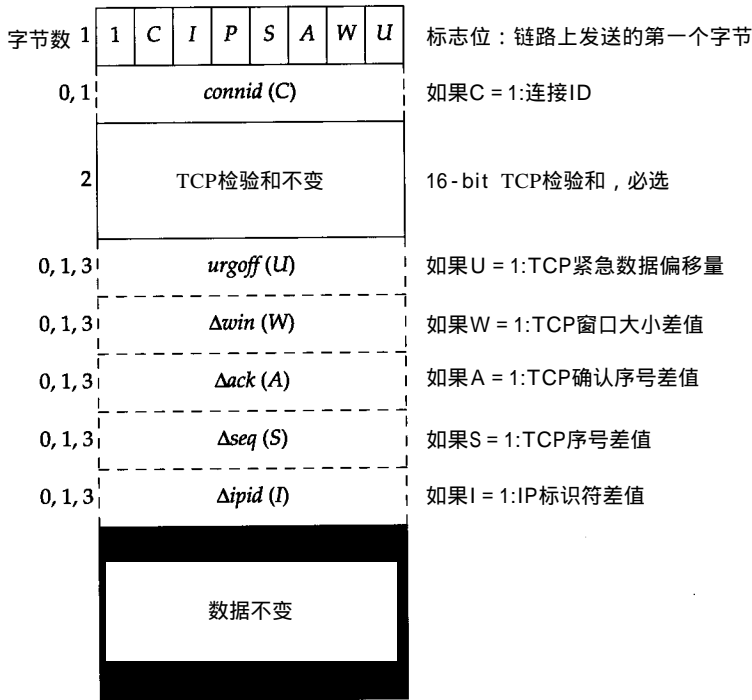 字节数 1 1 C I P S A W U 标志位：链路上发送的第一个字节
0, 1 connid (C) 如果C = 1:连接ID
2 TCP检验和不变 16-bit TCP检验和，必选
0, 1, 3 urgoff (U) 如果U = 1:TCP紧急数据偏移量
0, 1, 3 Δwin (W) 如果W = 1:TCP窗口大小差值
0, 1, 3 Δack (A) 如果A = 1:TCP确认序号差值
0, 1, 3 Δseq (S) 如果S = 1:TCP序号差值
0, 1, 3 Δipid (I) 如果I = 1:IP标识符差值
数据不变